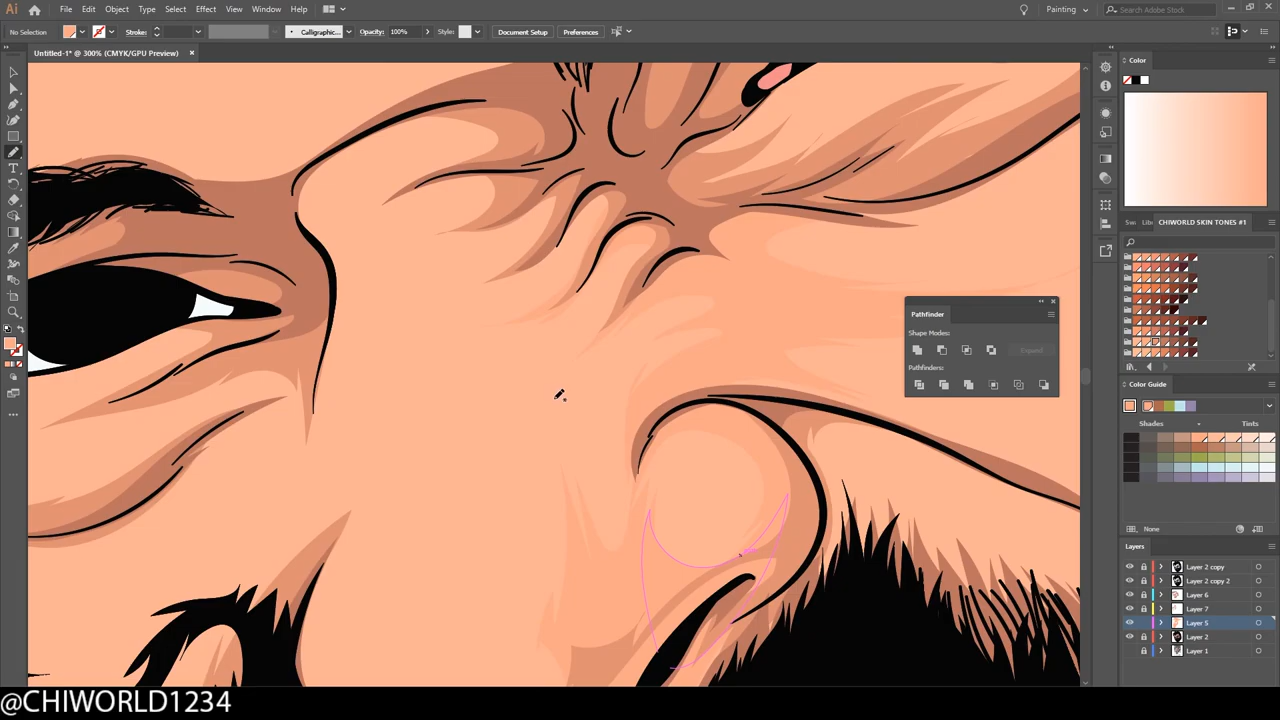 Ai File Edit Object Type Select Effect View Window Help Painting Search Adobe Stock
No Selection Stroke: Calligraphic... Opacity: 100% Style: Document Setup Preferences
Untitled-1* @ 300% (CMYK/GPU Preview)
Color
CHIWORLD SKIN TONES #1
Pathfinder
Shape Modes:
Expand
Pathfinders:
Color Guide
Shades Tints
None
Layers
Layer 2 copy
Layer 2 copy 2
Layer 6
Layer 7
Layer 5
Layer 2
Layer 1
@CHIWORLD1234